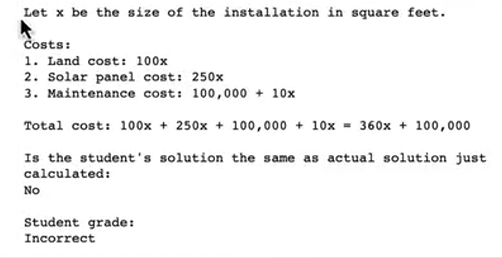 Let x be the size of the installation in square feet.
Costs:
1. Land cost: 100x
2. Solar panel cost: 250x
3. Maintenance cost: 100,000 + 10x
Total cost: 100x + 250x + 100,000 + 10x = 360x + 100,000
Is the student's solution the same as actual solution just
calculated:
No
Student grade:
Incorrect